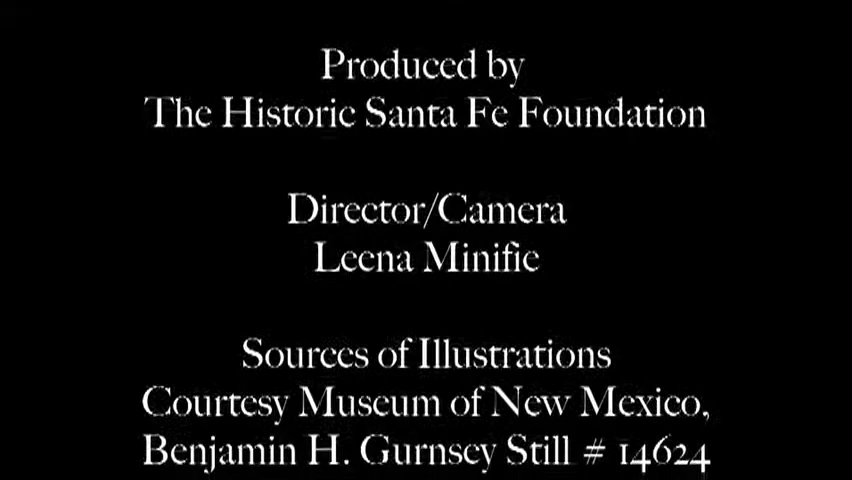 Produced by
The Historic Santa Fe Foundation
Director/Camera
Leena Minifie
Sources of Illustrations
Courtesy Museum of New Mexico,
Benjamin H. Gurnsey Still # 14624